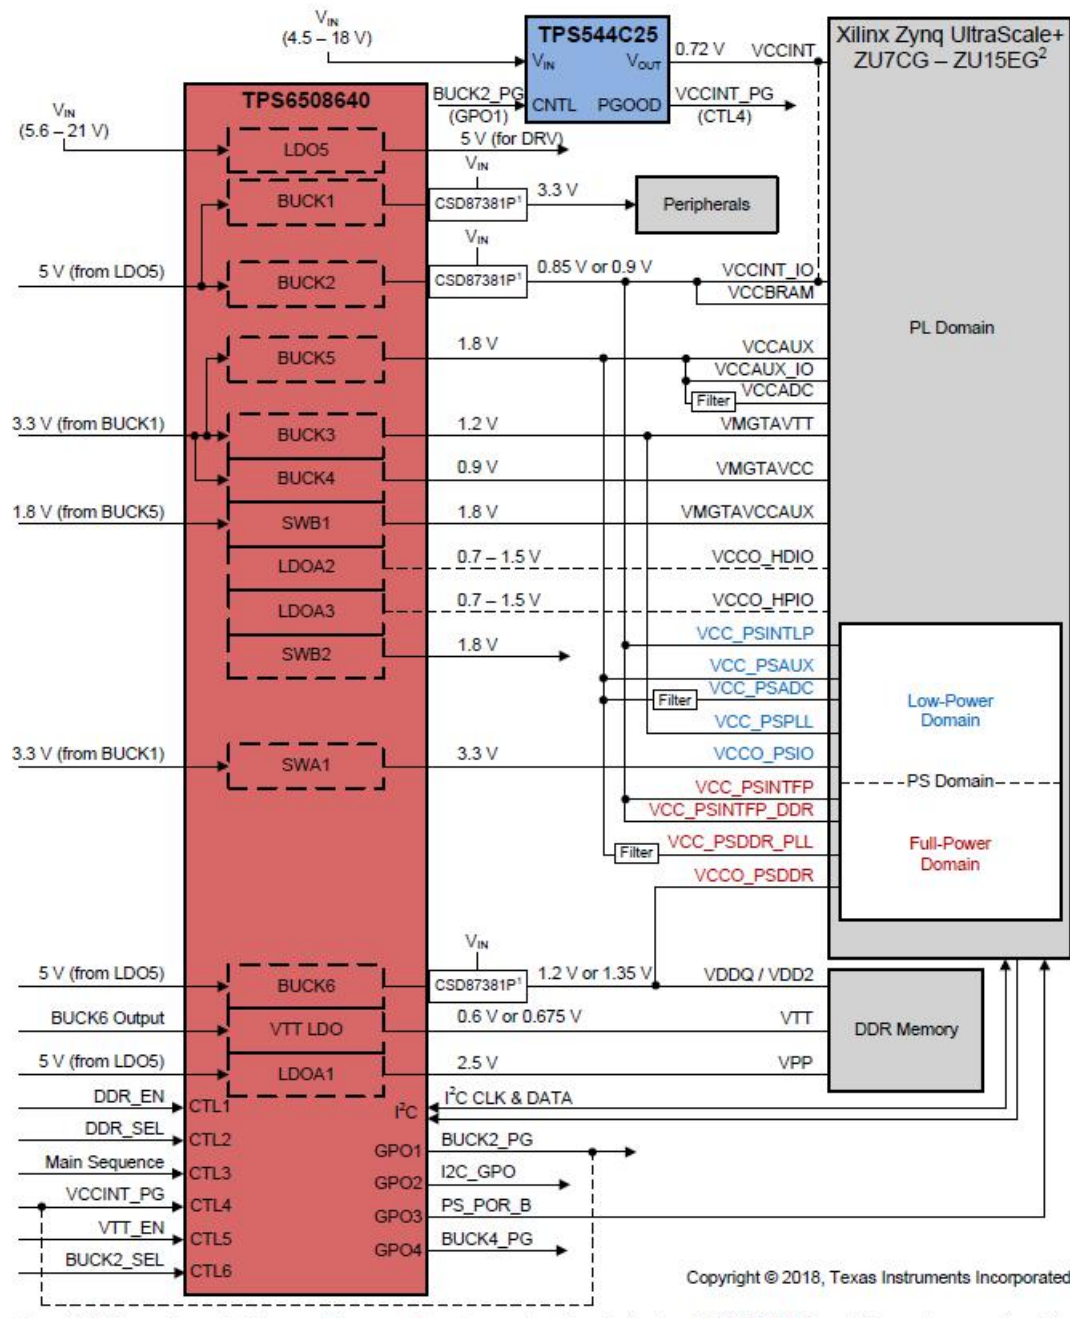 V_IN
(4.5 – 18 V)
TPS544C25
V_IN
V_OUT
CNTL
PGOOD
0.72 V
VCCINT
BUCK2_PG
(GPO1)
VCCINT_PG
(CTL4)
Xilinx Zynq UltraScale+
ZU7CG – ZU15EG²
TPS6508640
V_IN
(5.6 – 21 V)
LDO5
5 V (for DRV)
V_IN
BUCK1
CSD87381P¹
3.3 V
Peripherals
V_IN
5 V (from LDO5)
BUCK2
CSD87381P¹
0.85 V or 0.9 V
VCCINT_IO
VCCBRAM
PL Domain
BUCK5
1.8 V
VCCAUX
VCCAUX_IO
Filter
VCCADC
3.3 V (from BUCK1)
BUCK3
1.2 V
VMGTAVTT
BUCK4
0.9 V
VMGTAVCC
1.8 V (from BUCK5)
SWB1
1.8 V
VMGTAVCCAUX
LDOA2
0.7 – 1.5 V
VCCO_HDIO
LDOA3
0.7 – 1.5 V
VCCO_HPIO
SWB2
1.8 V
VCC_PSINTLP
VCC_PSAUX
Filter
VCC_PSADC
VCC_PSPLL
Low-Power
Domain
3.3 V (from BUCK1)
SWA1
3.3 V
VCCO_PSIO
PS Domain
VCC_PSINTFP
VCC_PSINTFP_DDR
Filter
VCC_PSDDR_PLL
VCCO_PSDDR
Full-Power
Domain
V_IN
5 V (from LDO5)
BUCK6
CSD87381P¹
1.2 V or 1.35 V
VDDQ / VDD2
BUCK6 Output
VTT LDO
0.6 V or 0.675 V
VTT
DDR Memory
5 V (from LDO5)
LDOA1
2.5 V
VPP
DDR_EN
CTL1
I²C
I²C CLK & DATA
DDR_SEL
CTL2
GPO1
BUCK2_PG
Main Sequence
CTL3
GPO2
I2C_GPO
VCCINT_PG
CTL4
GPO3
PS_POR_B
VTT_EN
CTL5
GPO4
BUCK4_PG
BUCK2_SEL
CTL6
Copyright © 2018, Texas Instruments Incorporated